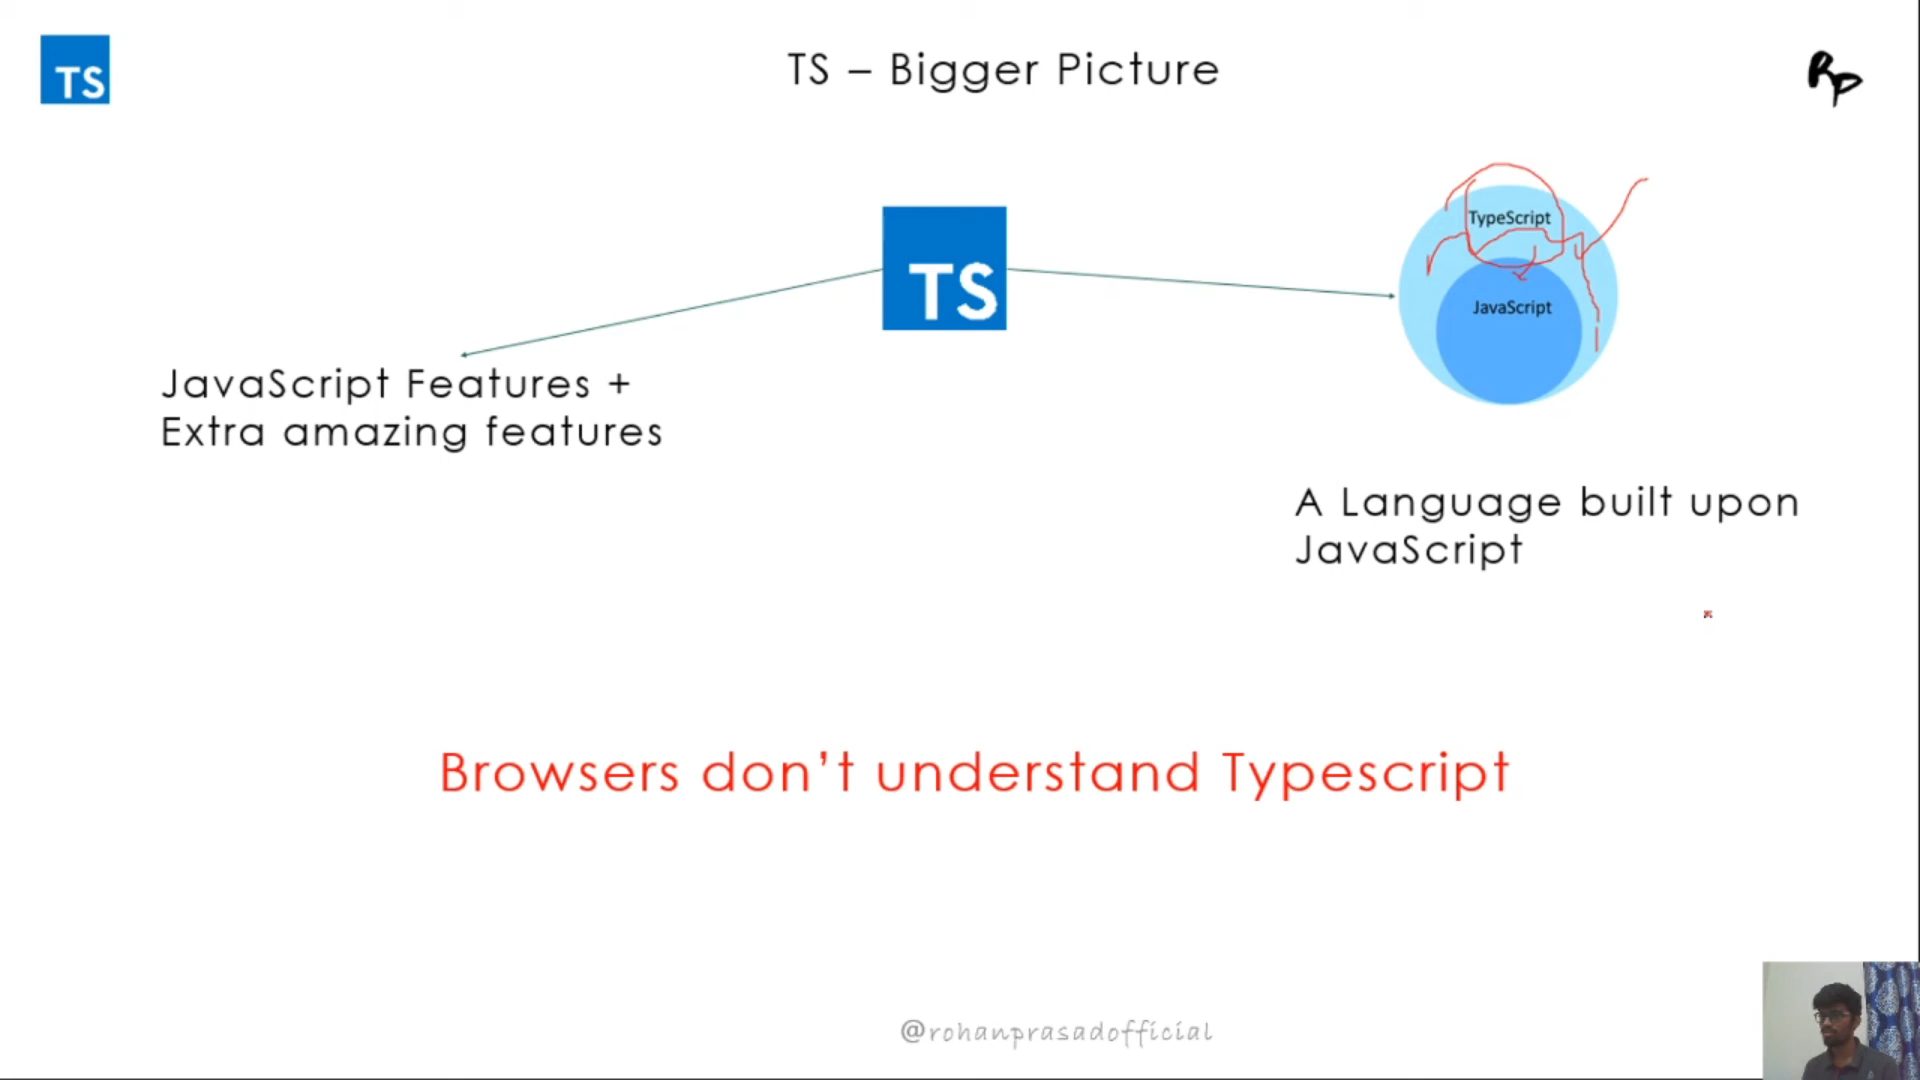 TS
TS – Bigger Picture
RP
TS
TypeScript
JavaScript
JavaScript Features +
Extra amazing features
A Language built upon
JavaScript
Browsers don’t understand Typescript
@rohanprasadofficial